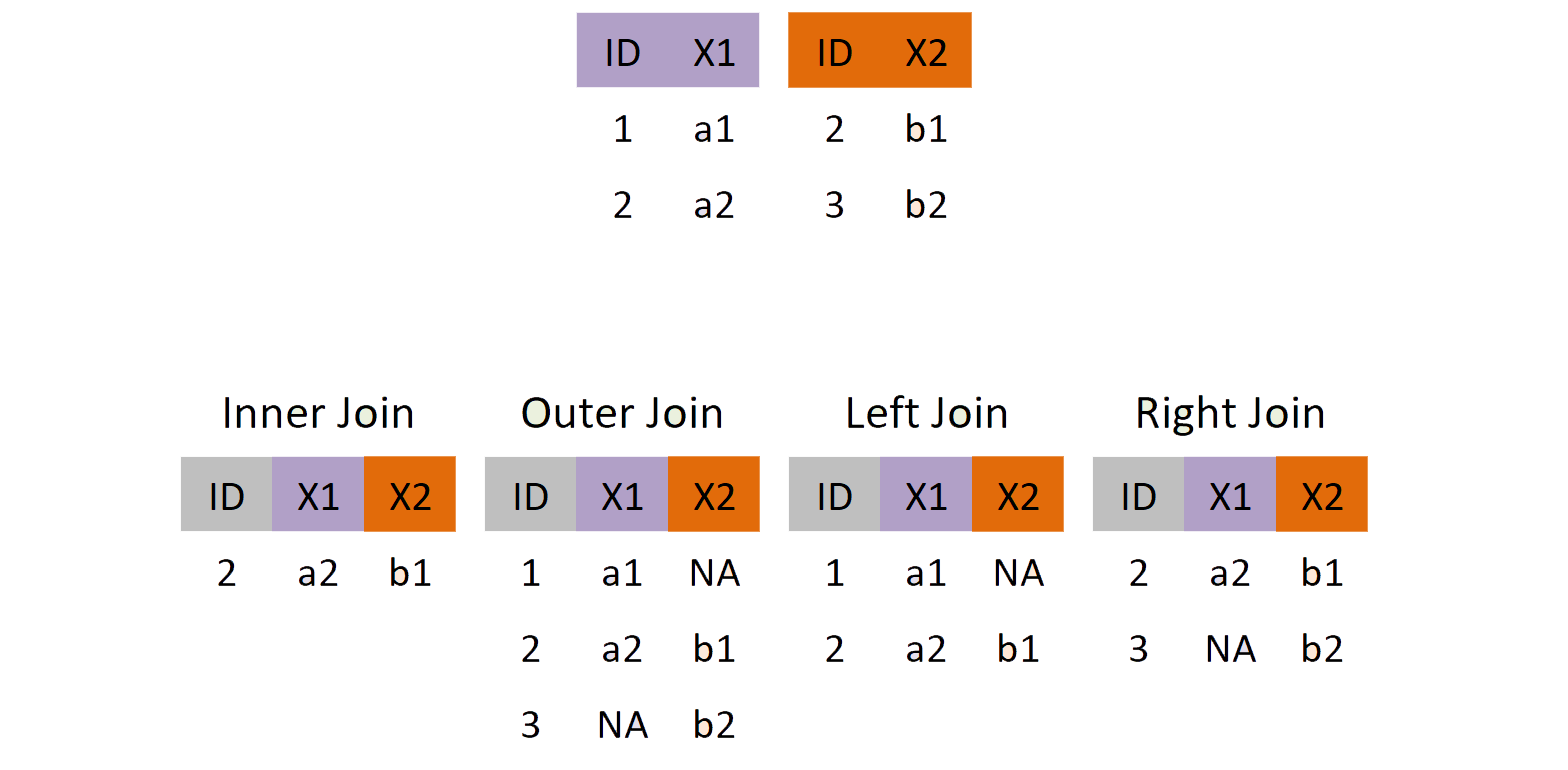 ID X1 ID X2
1 a1 2 b1
2 a2 3 b2
Inner Join Outer Join Left Join Right Join
ID X1 X2 ID X1 X2 ID X1 X2 ID X1 X2
2 a2 b1 1 a1 NA 1 a1 NA 2 a2 b1
2 a2 b1 2 a2 b1 3 NA b2
3 NA b2